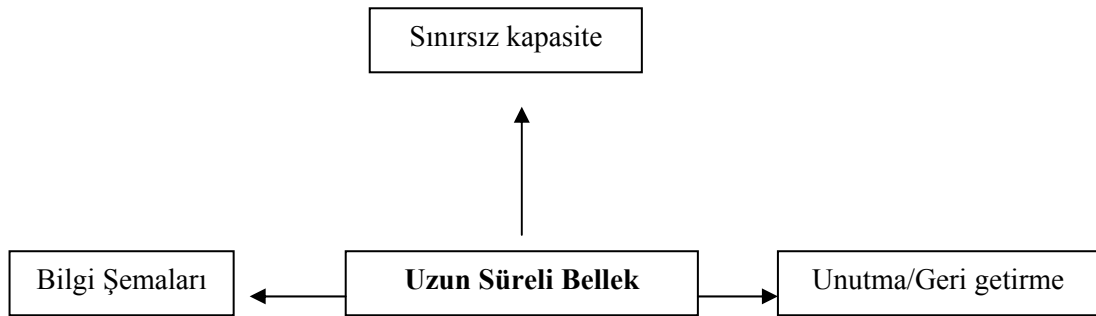 Sınırsız kapasite
Bilgi Şemaları
Uzun Süreli Bellek
Unutma/Geri getirme